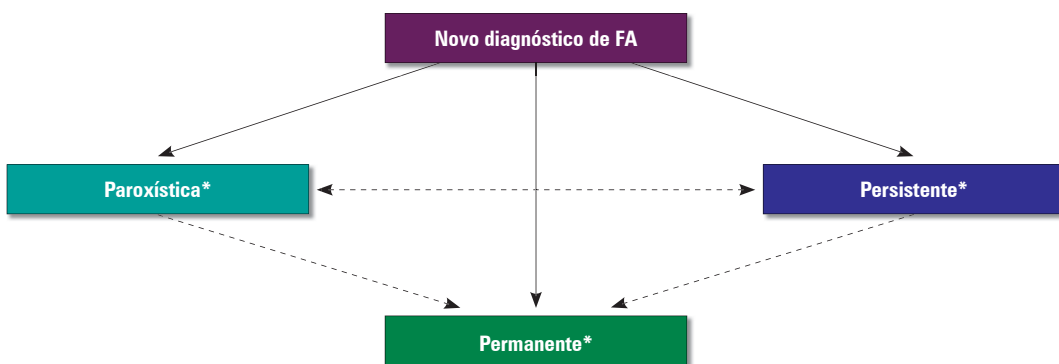 Novo diagnóstico de FA
Paroxística*
Persistente*
Permanente*